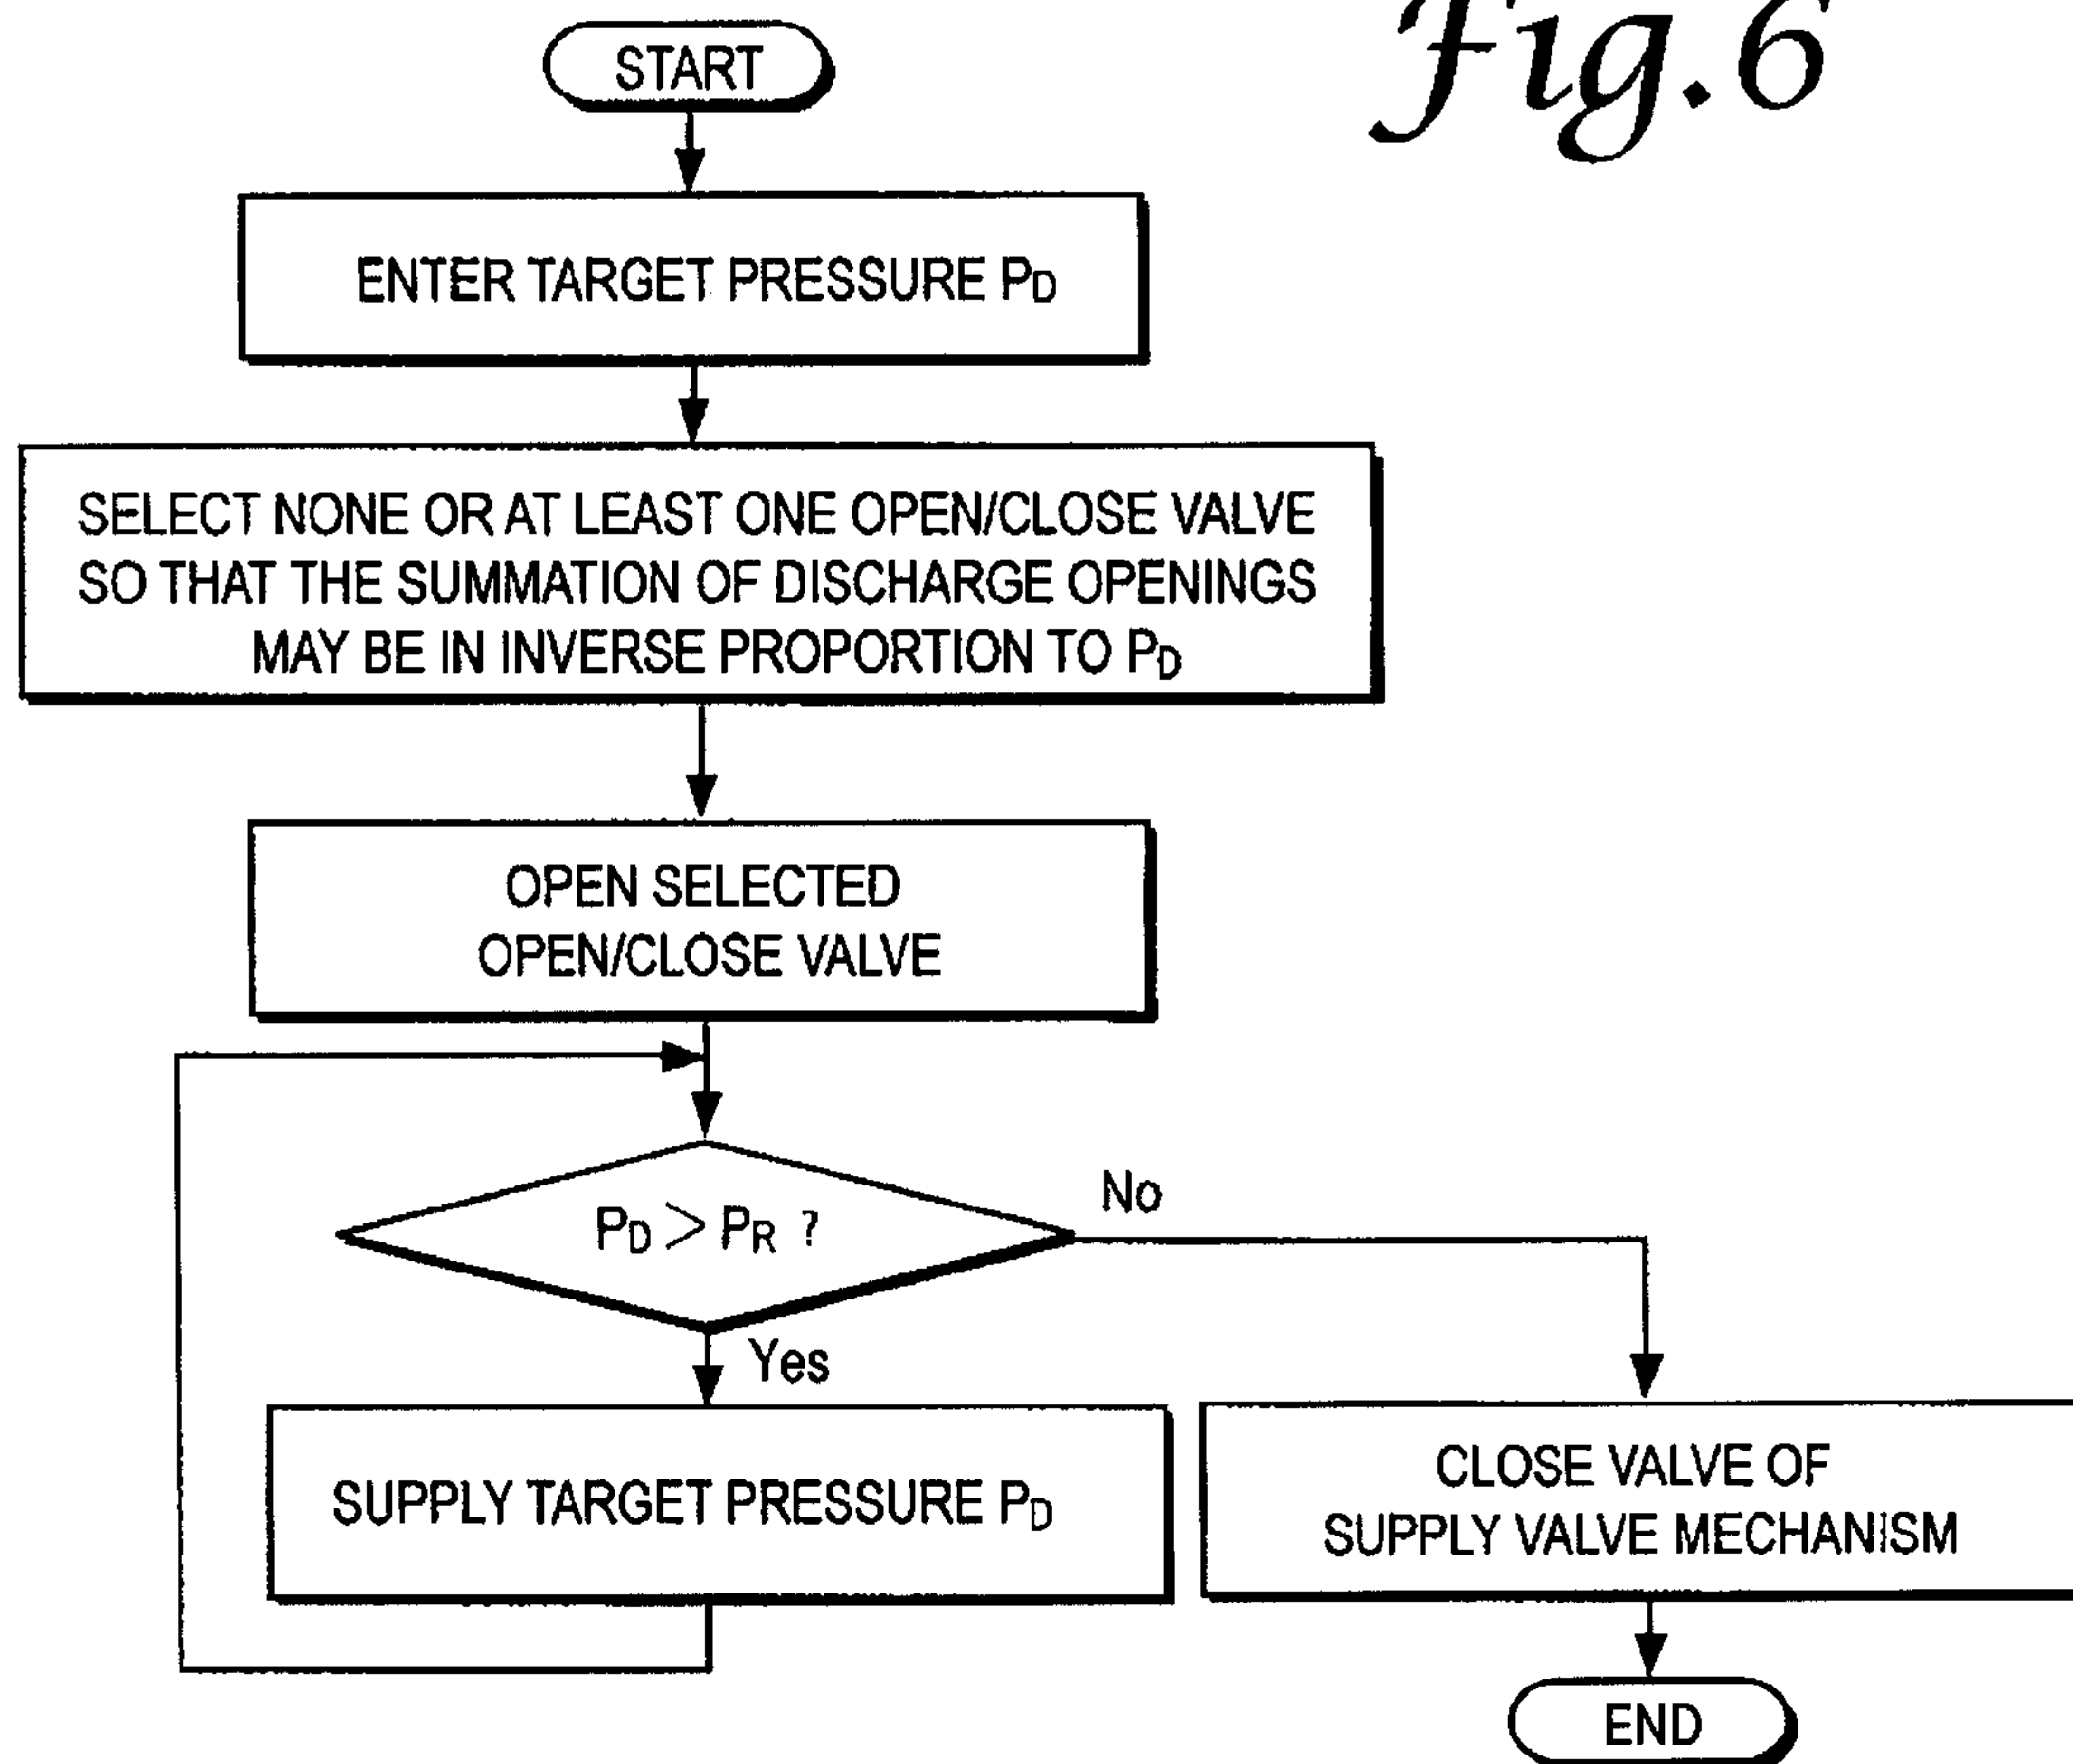 Fig.6
START
ENTER TARGET PRESSURE PD
SELECT NONE OR AT LEAST ONE OPEN/CLOSE VALVE
SO THAT THE SUMMATION OF DISCHARGE OPENINGS
MAY BE IN INVERSE PROPORTION TO PD
OPEN SELECTED
OPEN/CLOSE VALVE
PD > PR ?
No
Yes
SUPPLY TARGET PRESSURE PD
CLOSE VALVE OF
SUPPLY VALVE MECHANISM
END